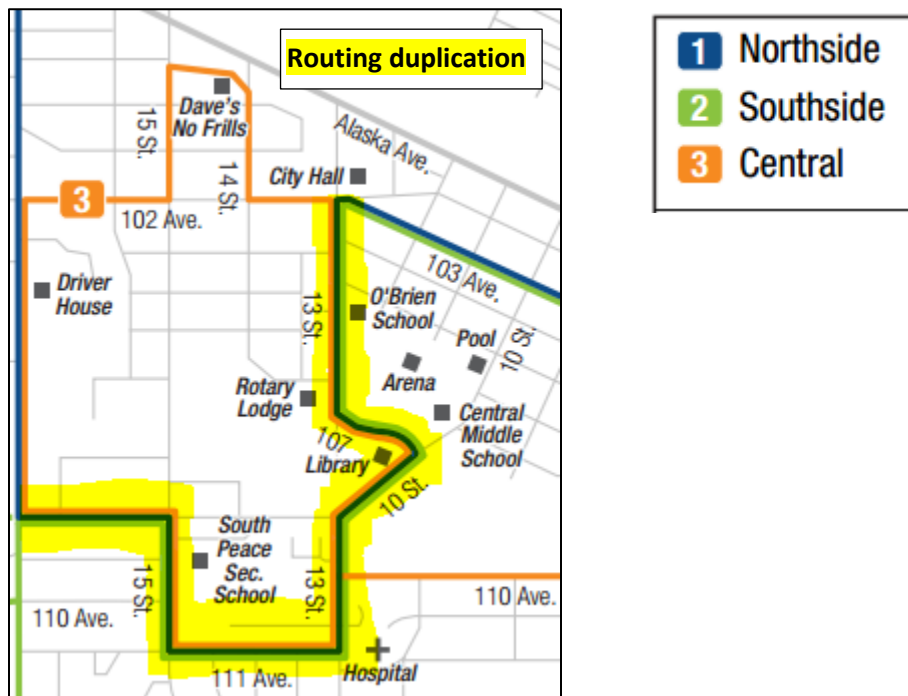 Routing duplication
Dave's
No Frills
15 St.
14 St.
Alaska Ave.
City Hall
3
102 Ave.
103 Ave.
Driver
House
13 St.
O'Brien
School
Pool
10 St.
Arena
Rotary
Lodge
Central
Middle
School
107
Library
10 St.
South
Peace
Sec.
School
15 St.
13 St.
110 Ave.
110 Ave.
Hospital
111 Ave.
1 Northside
2 Southside
3 Central